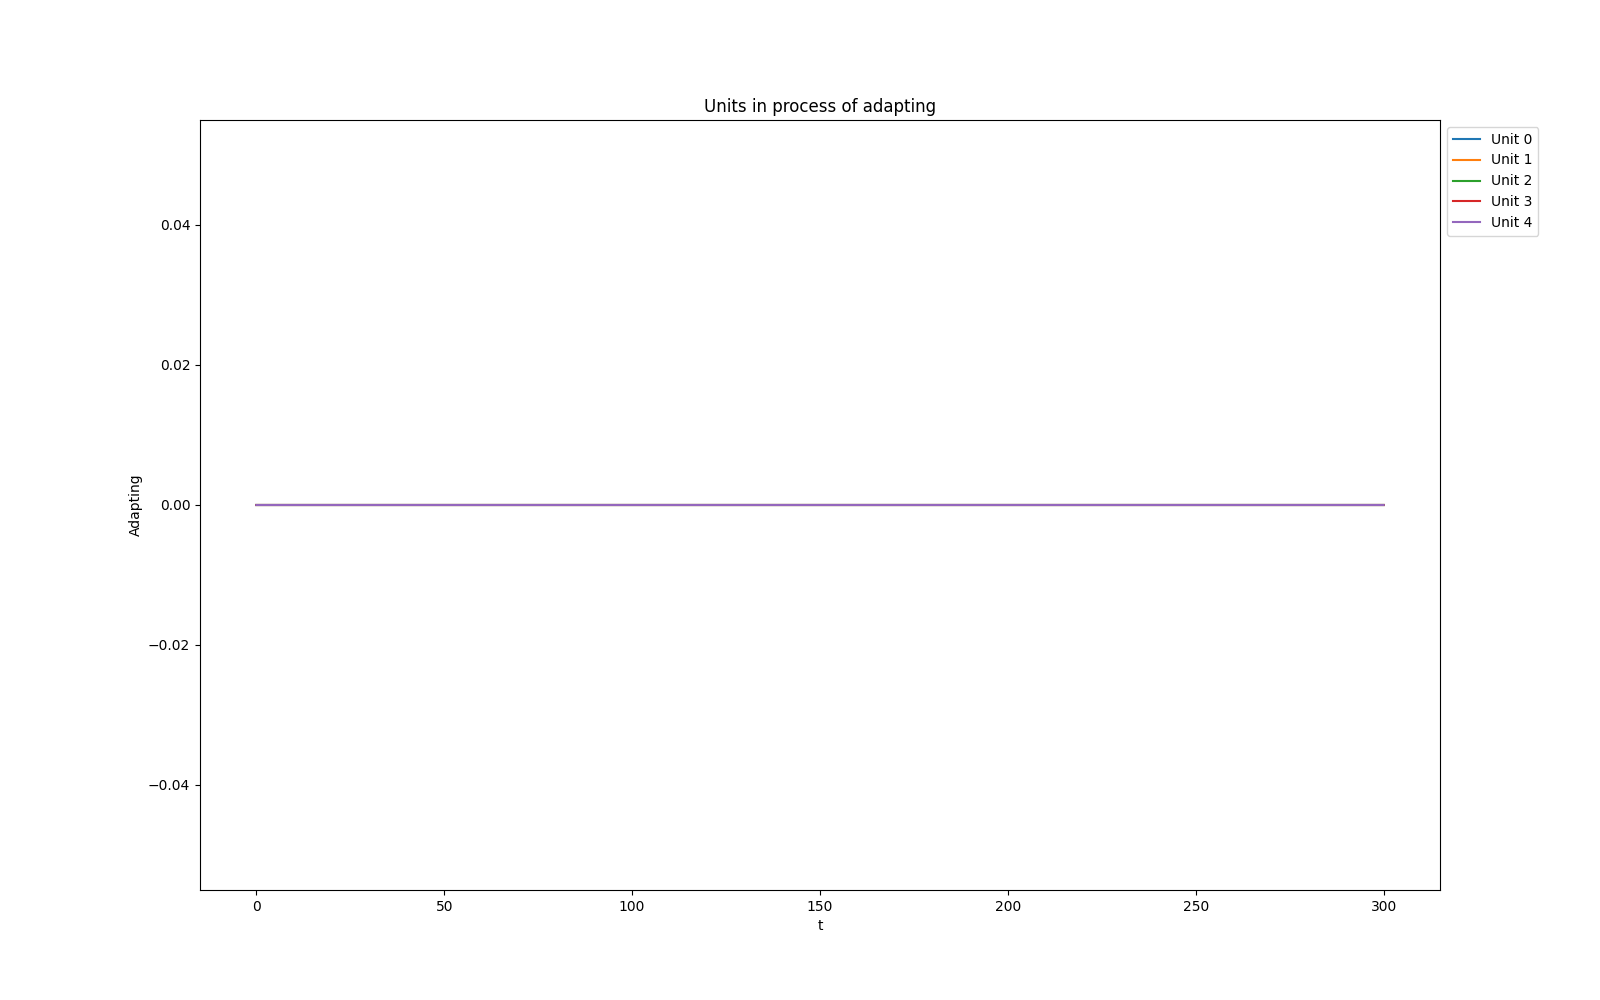 Units in process of adapting
Unit 0
Unit 1
Unit 2
Unit 3
Unit 4
0.04
0.02
0.00
−0.02
−0.04
Adapting
0 50 100 150 200 250 300
t